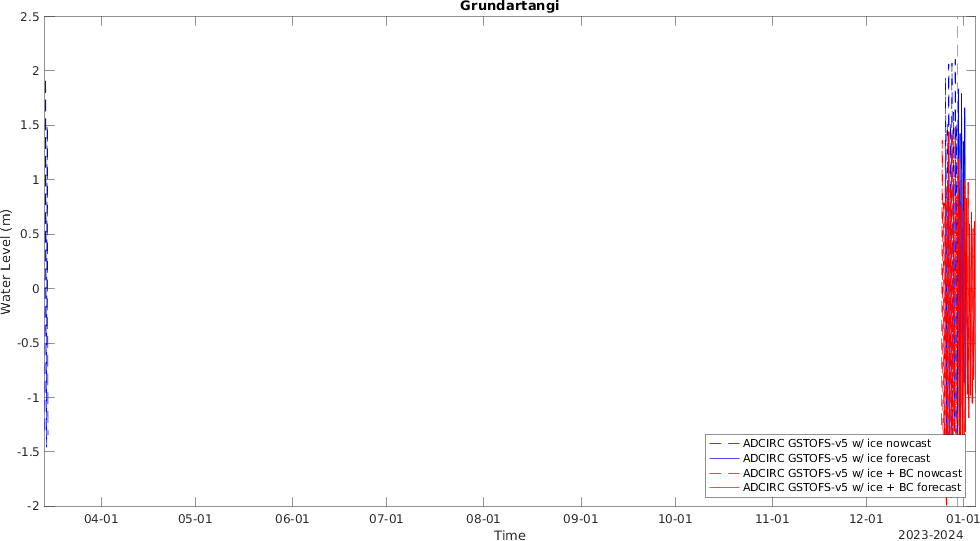 Grundartangi
2.5
2
1.5
1
0.5
0
-0.5
-1
-1.5
-2
Water Level (m)
ADCIRC GSTOFS-v5 w/ ice nowcast
ADCIRC GSTOFS-v5 w/ ice forecast
ADCIRC GSTOFS-v5 w/ ice + BC nowcast
ADCIRC GSTOFS-v5 w/ ice + BC forecast
04-01 05-01 06-01 07-01 08-01 09-01 10-01 11-01 12-01 01-01
Time
2023-2024